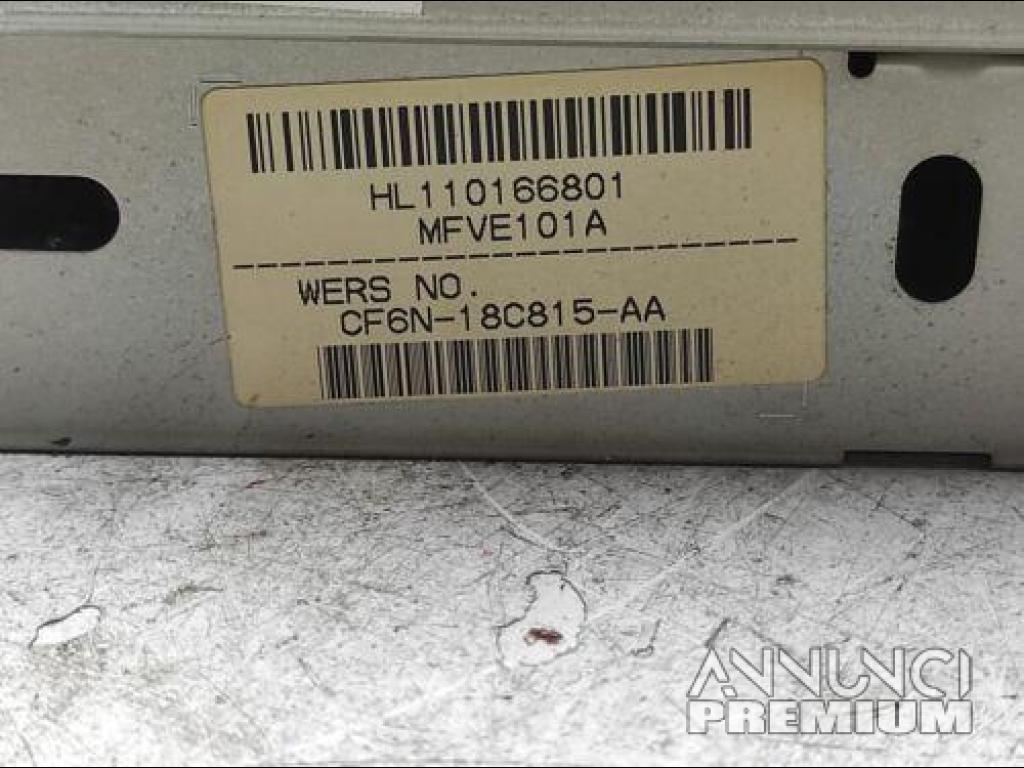 HL110166801
MFVE101A
WERS NO.
CF6N-18C815-AA
ANNUNCI
PREMIUM